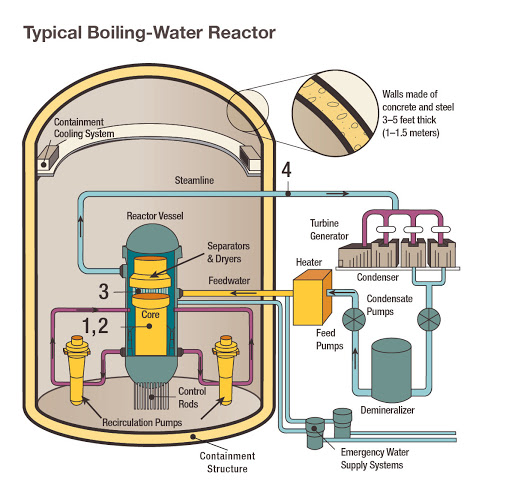 Typical Boiling-Water Reactor
Containment
Cooling System
Walls made of
concrete and steel
3–5 feet thick
(1–1.5 meters)
4
Steamline
Reactor Vessel
Turbine
Generator
Separators
& Dryers
Heater
Condenser
Feedwater
3
Condensate
Pumps
Core
1,2
Feed
Pumps
Control
Rods
Demineralizer
Recirculation Pumps
Containment
Structure
Emergency Water
Supply Systems